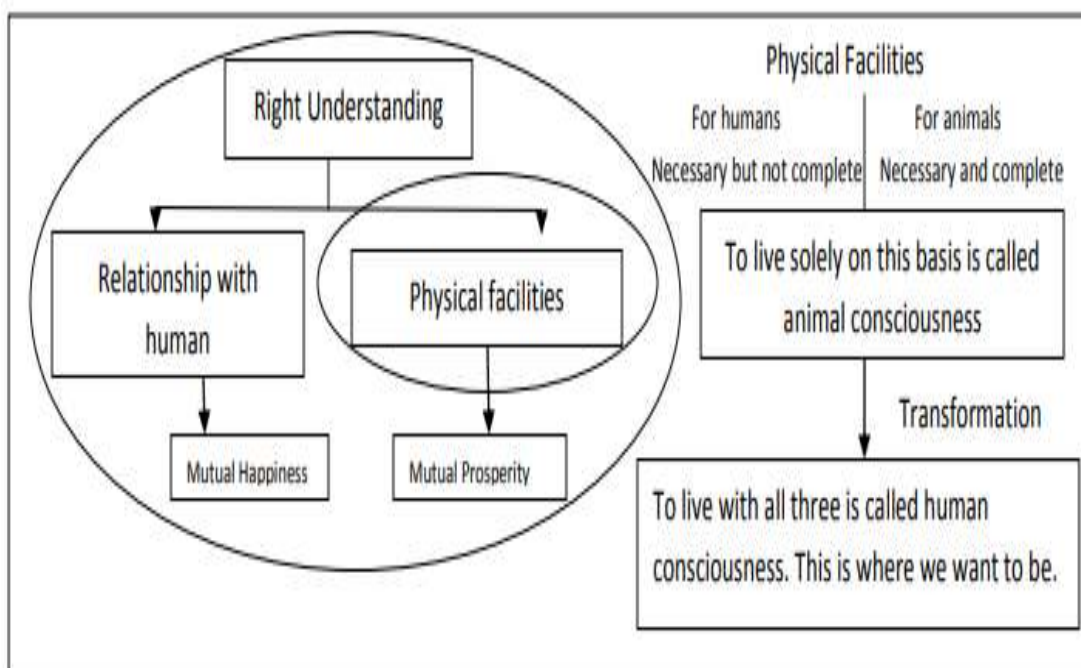 Right Understanding
Relationship with
human
Physical facilities
Mutual Happiness
Mutual Prosperity
Physical Facilities
For humans
For animals
Necessary but not complete
Necessary and complete
To live solely on this basis is called
animal consciousness
Transformation
To live with all three is called human
consciousness. This is where we want to be.